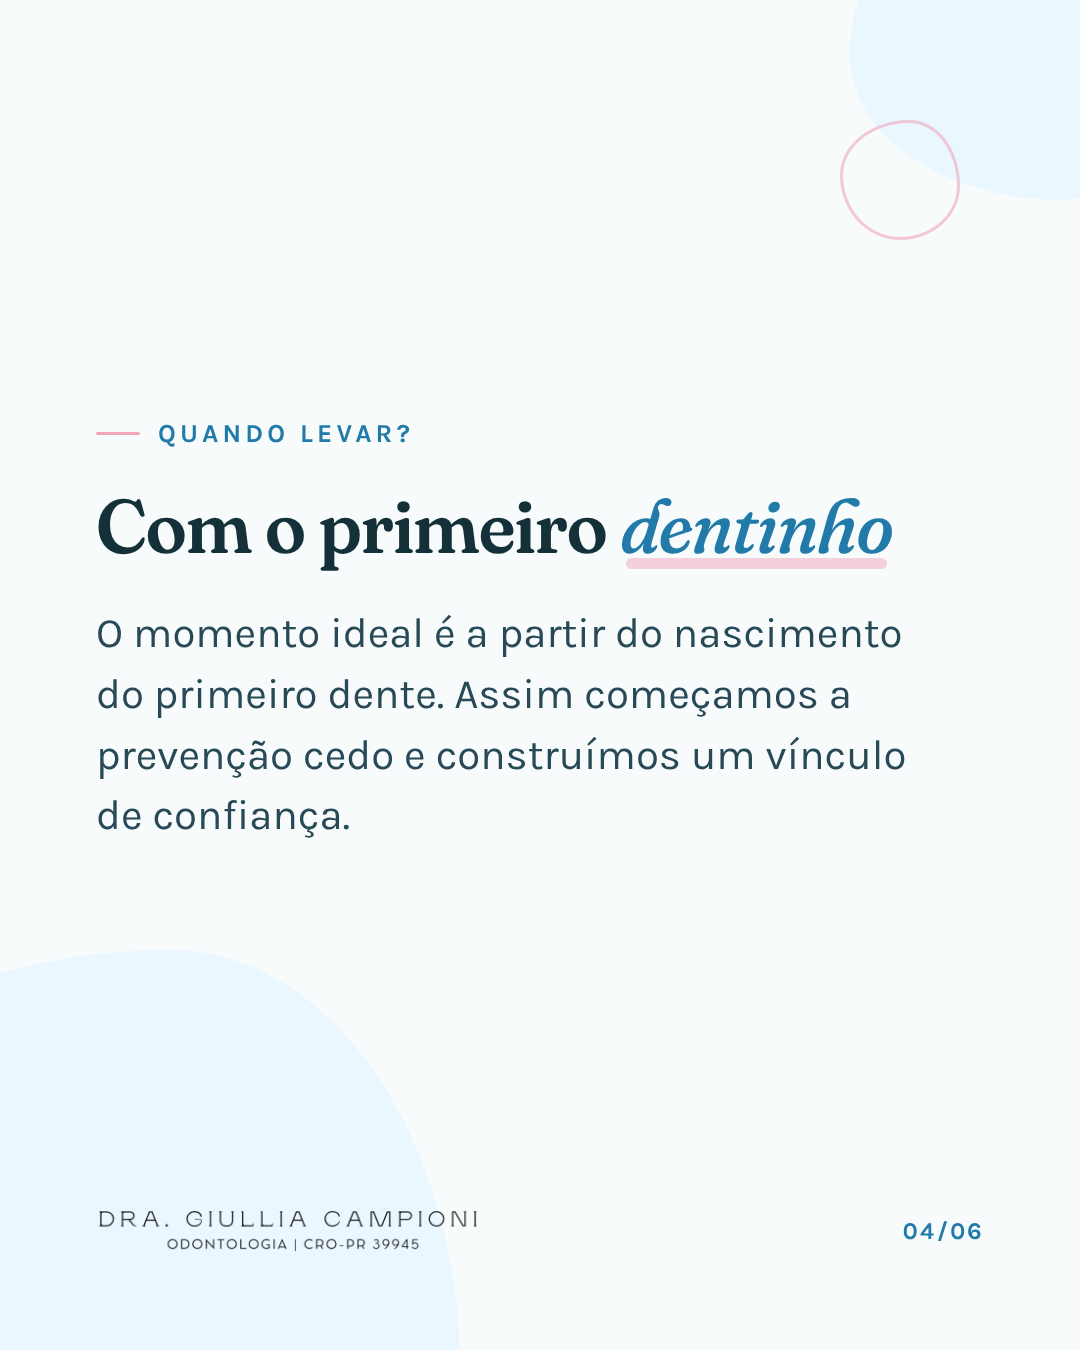 QUANDO LEVAR?
Com o primeiro dentinho
O momento ideal é a partir do nascimento
do primeiro dente. Assim começamos a
prevenção cedo e construímos um vínculo
de confiança.
DRA. GIULLIA CAMPIONI
ODONTOLOGIA | CRO-PR 39945
04/06